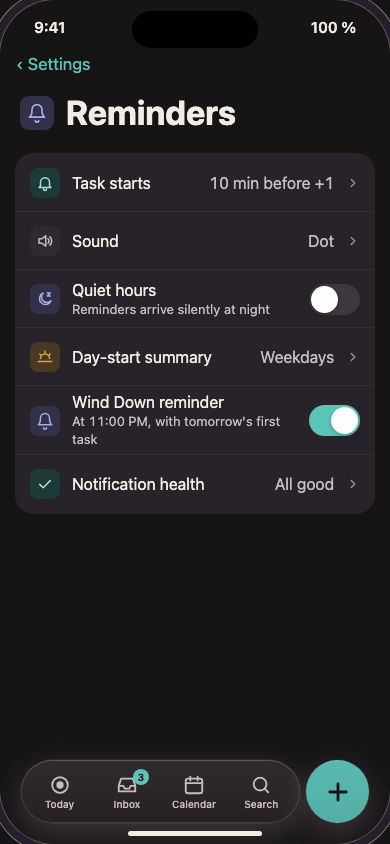 9:41
100 %
‹ Settings
Reminders
Task starts
10 min before +1
Sound
Dot
Quiet hours
Reminders arrive silently at night
Day-start summary
Weekdays
Wind Down reminder
At 11:00 PM, with tomorrow's first
task
Notification health
All good
3
Today
Inbox
Calendar
Search